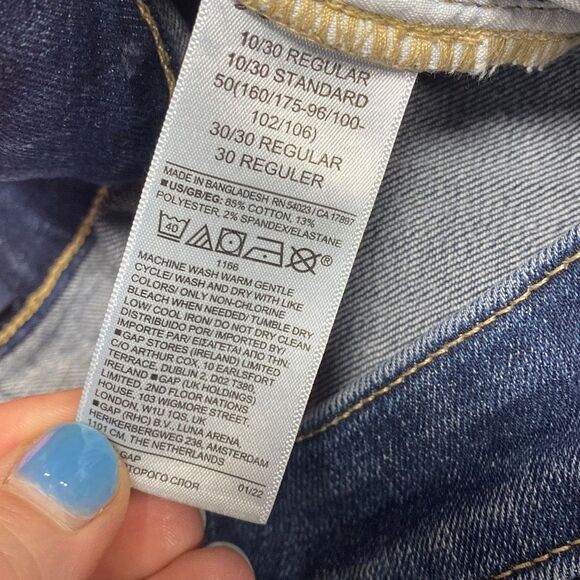 10/30 REGULAR
10/30 STANDARD
50(160/175-96/100-
102/106)
30/30 REGULAR
30 REGULER
MADE IN BANGLADESH RN 54023 / CA 17897
■US/GB/EG: 85% COTTON, 13%
POLYESTER, 2% SPANDEX/ELASTANE
40
1166
MACHINE WASH WARM GENTLE
CYCLE/ WASH AND DRY WITH LIKE
COLORS/ ONLY NON-CHLORINE
BLEACH WHEN NEEDED/ TUMBLE DRY
LOW/ COOL IRON/ DO NOT DRY CLEAN
DISTRIBUIDO POR/ IMPORTED BY/
IMPORTE PAR/ ΕΙΣΑΓΕΤΑΙ ΑΠΟ ΤΗΝ:
■GAP STORES (IRELAND) LIMITED
C/O ARTHUR COX, 10 EARLSFORT
TERRACE, DUBLIN 2, D02 T380,
IRELAND ■GAP (UK HOLDINGS)
LIMITED, 2ND FLOOR NATIONS
HOUSE, 103 WIGMORE STREET,
LONDON, W1U 1QS, UK
■GAP (RHC) B.V., LUNA ARENA,
HERIKERBERGWEG 238, AMSTERDAM
1101 CM, THE NETHERLANDS
GAP
ВТОРОГО СЛОЯ 01/22